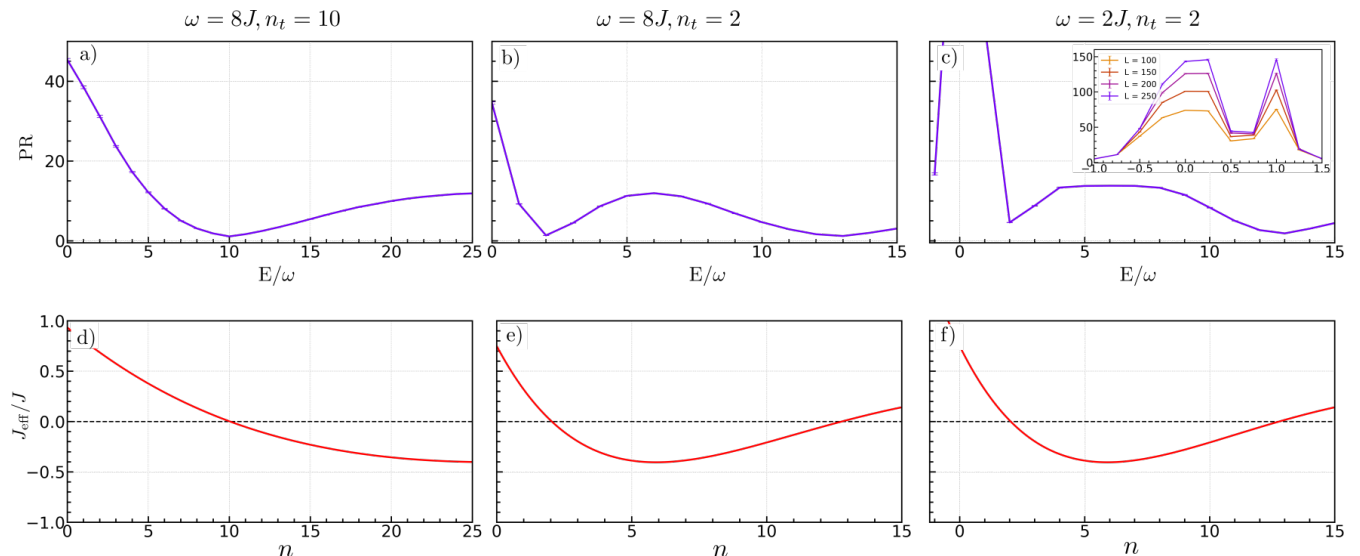 ω = 8J, n_t = 10
ω = 8J, n_t = 2
ω = 2J, n_t = 2
a)
PR
40
20
0
0 5 10 15 20 25
E/ω
b)
0 5 10 15
E/ω
c)
0 5 10 15
E/ω
L = 100
L = 150
L = 200
L = 250
150
100
50
0
−1.0 −0.5 0.0 0.5 1.0 1.5
d)
J_eff/J
1.0
0.5
0.0
−0.5
−1.0
0 5 10 15 20 25
n
e)
0 5 10 15
n
f)
0 5 10 15
n